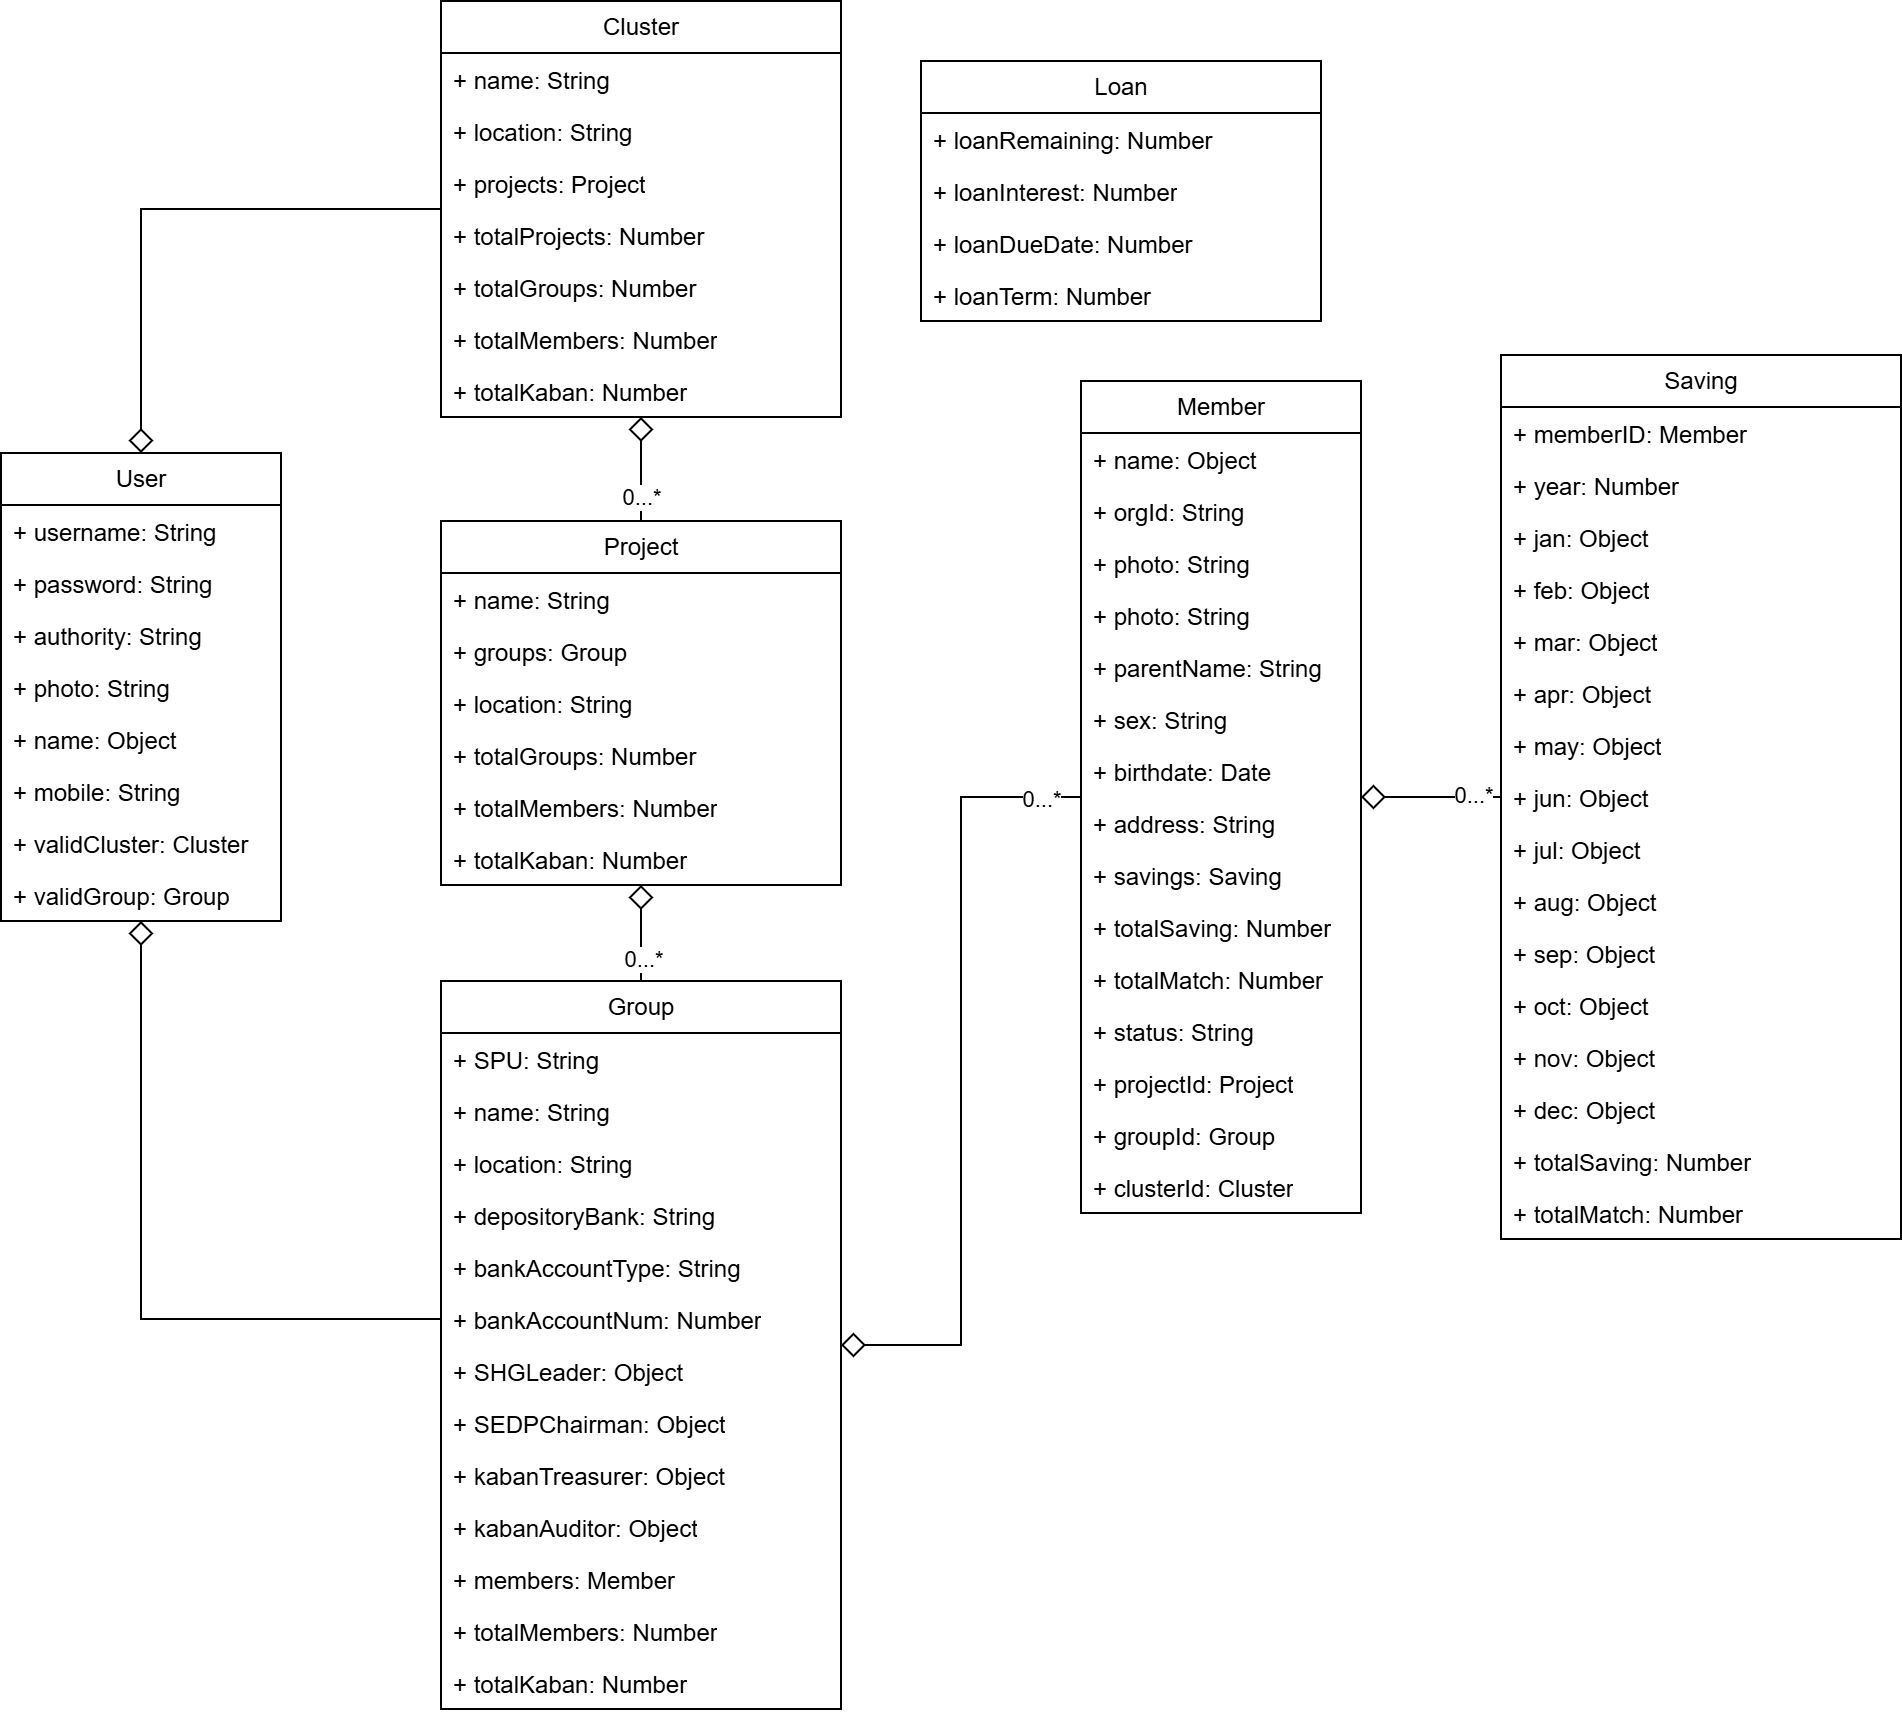 Cluster
+ name: String
+ location: String
+ projects: Project
+ totalProjects: Number
+ totalGroups: Number
+ totalMembers: Number
+ totalKaban: Number
Loan
+ loanRemaining: Number
+ loanInterest: Number
+ loanDueDate: Number
+ loanTerm: Number
User
+ username: String
+ password: String
+ authority: String
+ photo: String
+ name: Object
+ mobile: String
+ validCluster: Cluster
+ validGroup: Group
0...*
Project
+ name: String
+ groups: Group
+ location: String
+ totalGroups: Number
+ totalMembers: Number
+ totalKaban: Number
0...*
Group
+ SPU: String
+ name: String
+ location: String
+ depositoryBank: String
+ bankAccountType: String
+ bankAccountNum: Number
+ SHGLeader: Object
+ SEDPChairman: Object
+ kabanTreasurer: Object
+ kabanAuditor: Object
+ members: Member
+ totalMembers: Number
+ totalKaban: Number
0...*
Member
+ name: Object
+ orgId: String
+ photo: String
+ photo: String
+ parentName: String
+ sex: String
+ birthdate: Date
+ address: String
+ savings: Saving
+ totalSaving: Number
+ totalMatch: Number
+ status: String
+ projectId: Project
+ groupId: Group
+ clusterId: Cluster
0...*
Saving
+ memberID: Member
+ year: Number
+ jan: Object
+ feb: Object
+ mar: Object
+ apr: Object
+ may: Object
+ jun: Object
+ jul: Object
+ aug: Object
+ sep: Object
+ oct: Object
+ nov: Object
+ dec: Object
+ totalSaving: Number
+ totalMatch: Number